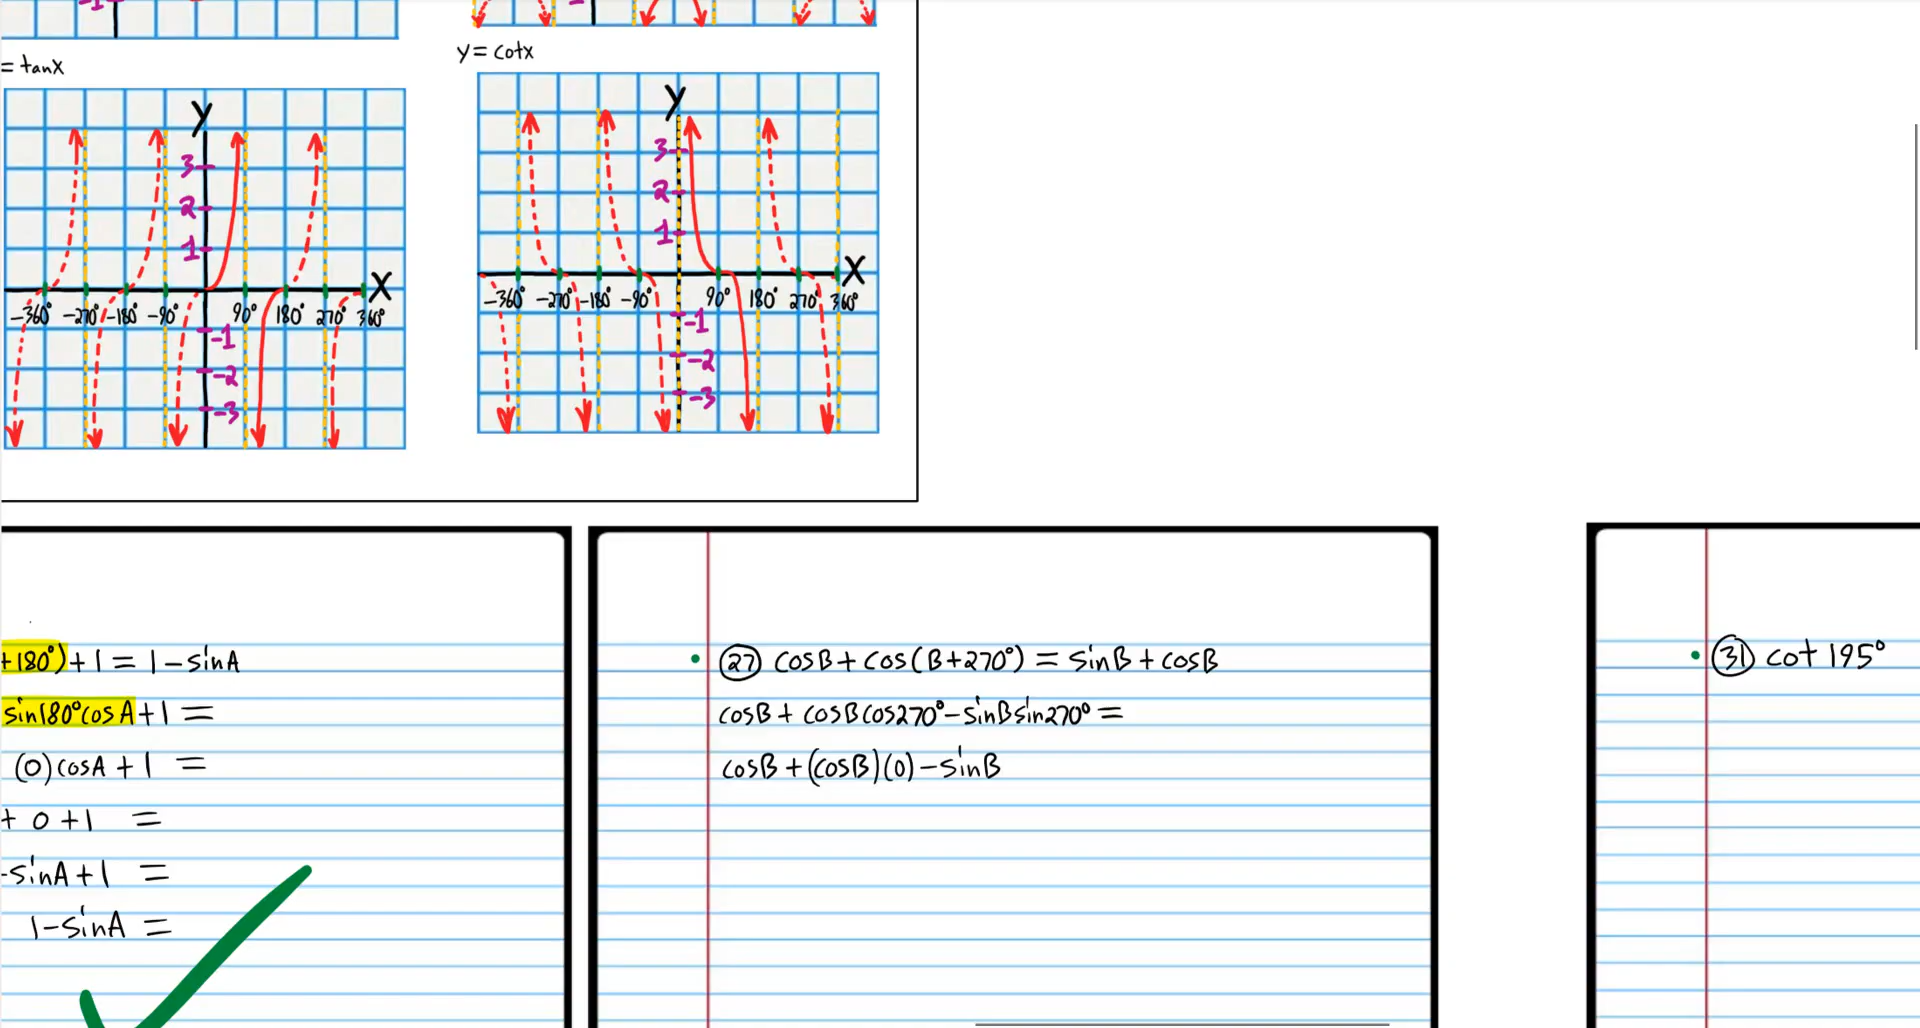 -1
= tanx
y = cotx
y
3
2
1
x
-360° -270° -180° -90° 90° 180° 270° 360°
-1
-2
-3
y
3
2
1
x
-360° -270° -180° -90° 90° 180° 270° 360°
-1
-2
-3
+180°) + 1 = 1 - sinA
sin180°cosA + 1 =
(0)cosA + 1 =
+ 0 + 1 =
-sinA + 1 =
1 - sinA =
• 27 cosB + cos(B + 270°) = sinB + cosB
cosB + cosBcos270° - sinBsin270° =
cosB + (cosB)(0) - sinB
• 31 cot 195°